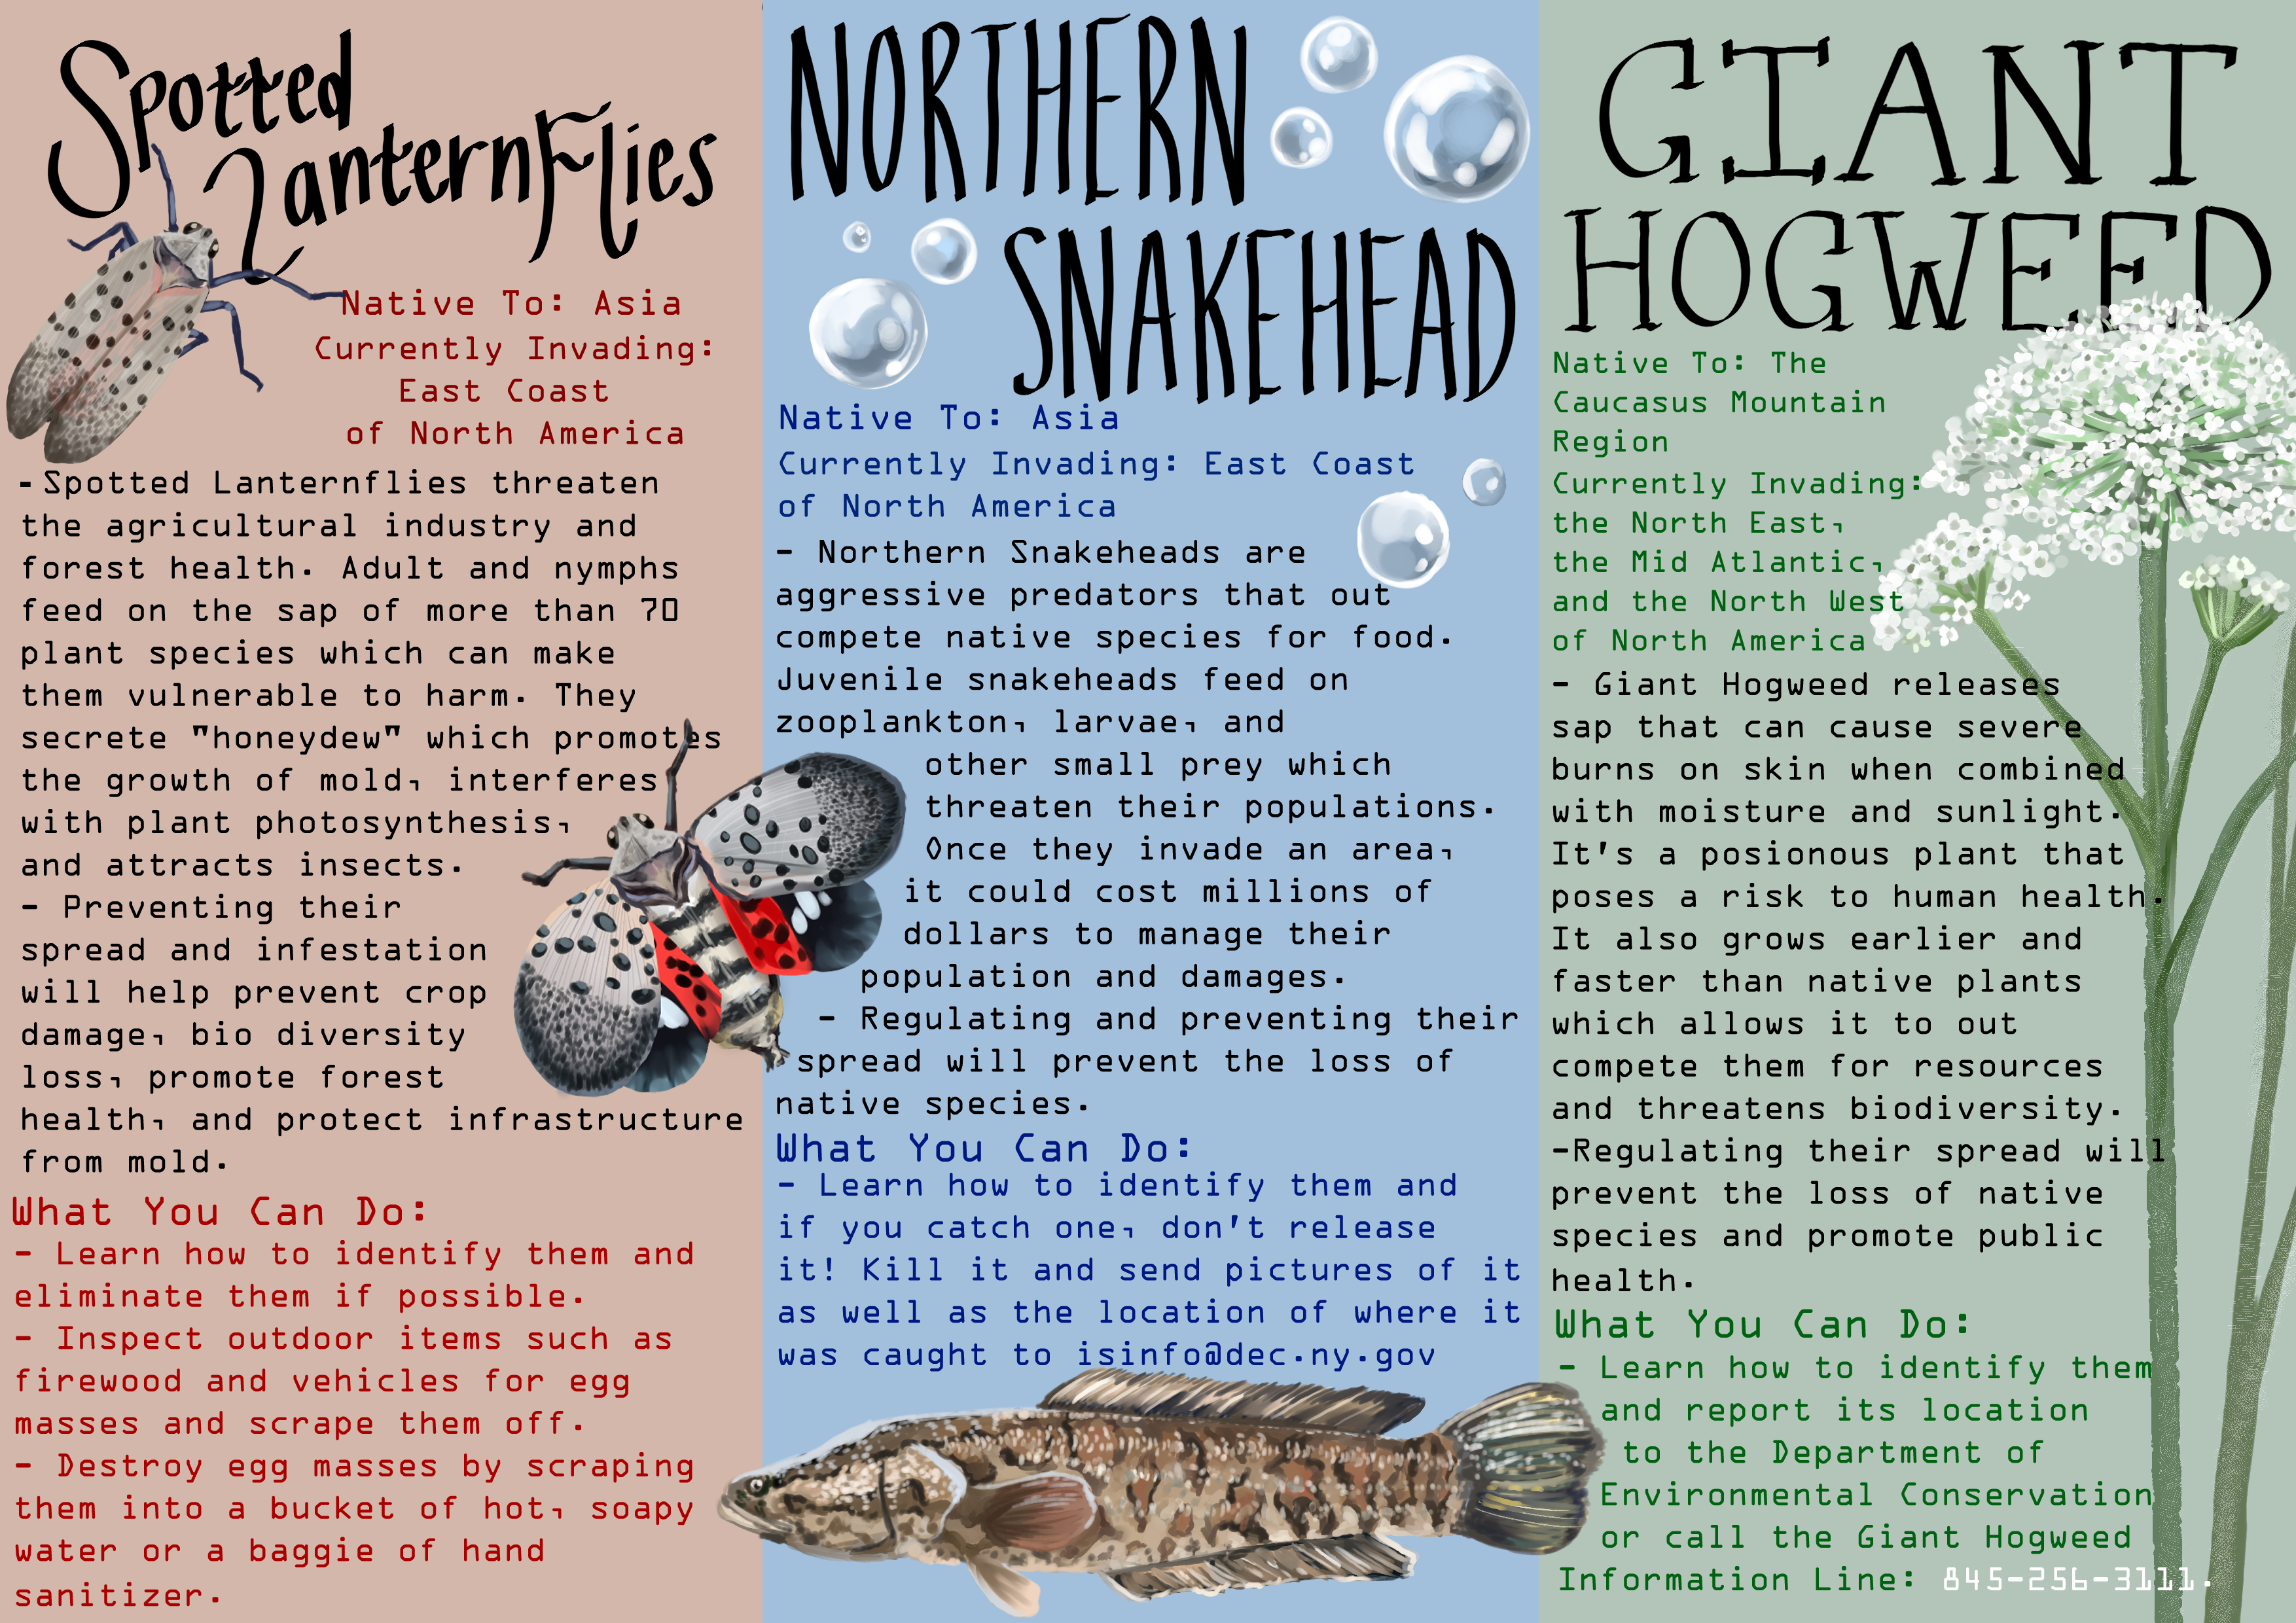 Spotted
LanternFlies
Native To: Asia
Currently Invading:
East Coast
of North America
-Spotted Lanternflies threaten
the agricultural industry and
forest health. Adult and nymphs
feed on the sap of more than 70
plant species which can make
them vulnerable to harm. They
secrete "honeydew" which promotes
the growth of mold, interferes
with plant photosynthesis,
and attracts insects.
- Preventing their
spread and infestation
will help prevent crop
damage, bio diversity
loss, promote forest
health, and protect infrastructure
from mold.
What You Can Do:
- Learn how to identify them and
eliminate them if possible.
- Inspect outdoor items such as
firewood and vehicles for egg
masses and scrape them off.
- Destroy egg masses by scraping
them into a bucket of hot, soapy
water or a baggie of hand
sanitizer.
NORTHERN
SNAKEHEAD
Native To: Asia
Currently Invading: East Coast
of North America
- Northern Snakeheads are
aggressive predators that out
compete native species for food.
Juvenile snakeheads feed on
zooplankton, larvae, and
other small prey which
threaten their populations.
Once they invade an area,
it could cost millions of
dollars to manage their
population and damages.
- Regulating and preventing their
spread will prevent the loss of
native species.
What You Can Do:
- Learn how to identify them and
if you catch one, don't release
it! Kill it and send pictures of it
as well as the location of where it
was caught to isinfo@dec.ny.gov
GIANT
HOGWEED
Native To: The
Caucasus Mountain
Region
Currently Invading:
the North East,
the Mid Atlantic,
and the North West
of North America
- Giant Hogweed releases
sap that can cause severe
burns on skin when combined
with moisture and sunlight.
It's a posionous plant that
poses a risk to human health.
It also grows earlier and
faster than native plants
which allows it to out
compete them for resources
and threatens biodiversity.
-Regulating their spread will
prevent the loss of native
species and promote public
health.
What You Can Do:
- Learn how to identify them
and report its location
to the Department of
Environmental Conservation
or call the Giant Hogweed
Information Line: 845-256-3111.